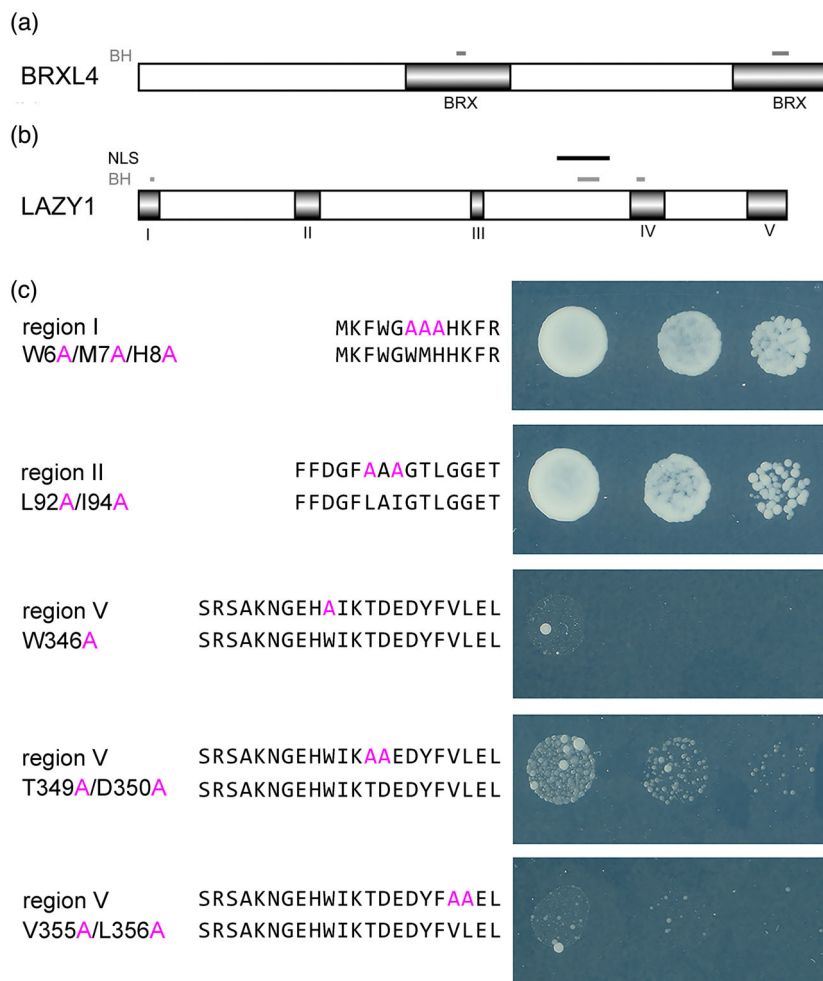 (a)
BH
BRXL4
BRX BRX
(b)
NLS
BH
LAZY1
I II III IV V
(c)
region I MKFWGAAAHKFR
W6A/M7A/H8A MKFWGWMHHKFR
region II FFDGFAAAGTLGGET
L92A/I94A FFDGFLAIGTLGGET
region V SRSAKNGEHAIKTDEDYFVLEL
W346A SRSAKNGEHWIKTDEDYFVLEL
region V SRSAKNGEHWIKAAEDYFVLEL
T349A/D350A SRSAKNGEHWIKTDEDYFVLEL
region V SRSAKNGEHWIKTDEDYFAAEL
V355A/L356A SRSAKNGEHWIKTDEDYFVLEL